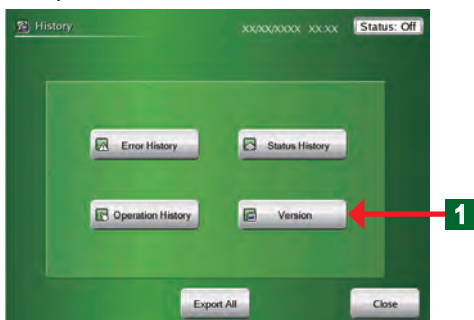 History XX/XX/XXXX XX:XX Status: Off
Error History Status History
Operation History Version
1
Export All Close